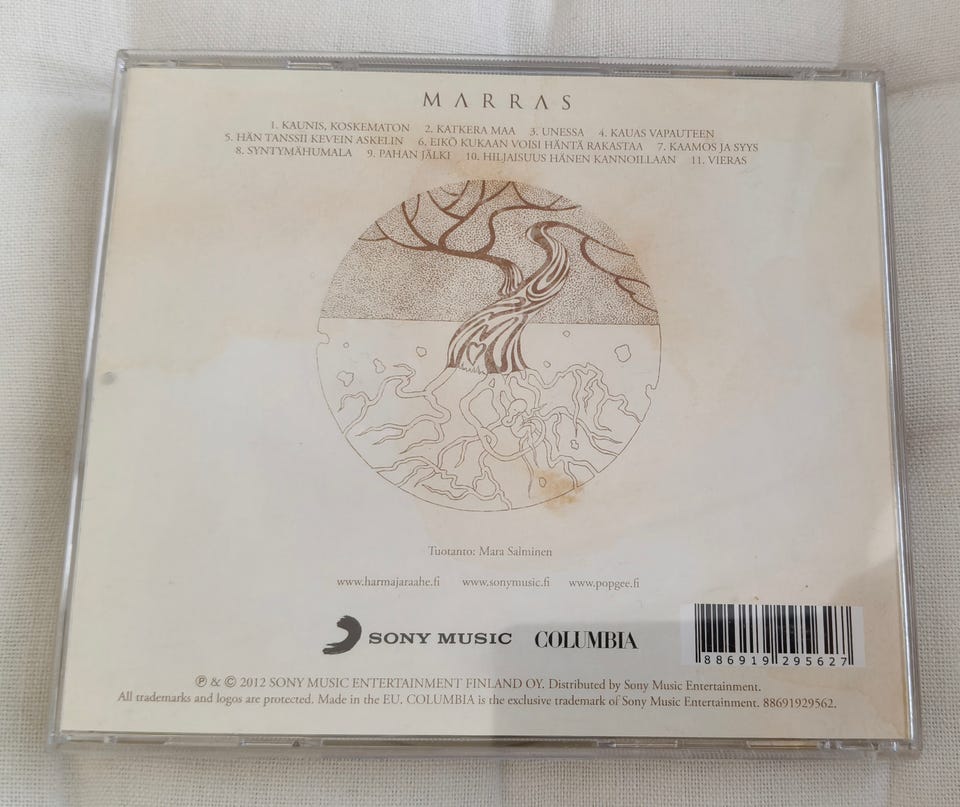 MARRAS
1. KAUNIS, KOSKEMATON 2. KATKERA MAA 3. UNESSA 4. KAUAS VAPAUTEEN
5. HÄN TANSSII KEVEIN ASKELIN 6. EIKÖ KUKAAN VOISI HÄNTÄ RAKASTAA 7. KAAMOS JA SYYS
8. SYNTYMÄHUMALA 9. PAHAN JÄLKI 10. HILJAISUUS HÄNEN KANNOILLAAN 11. VIERAS
Tuotanto: Mara Salminen
www.harmajaraahe.fi www.sonymusic.fi www.popgee.fi
SONY MUSIC COLUMBIA
8 86919 29562 7
℗ & © 2012 SONY MUSIC ENTERTAINMENT FINLAND OY. Distributed by Sony Music Entertainment.
All trademarks and logos are protected. Made in the EU. COLUMBIA is the exclusive trademark of Sony Music Entertainment. 88691929562.